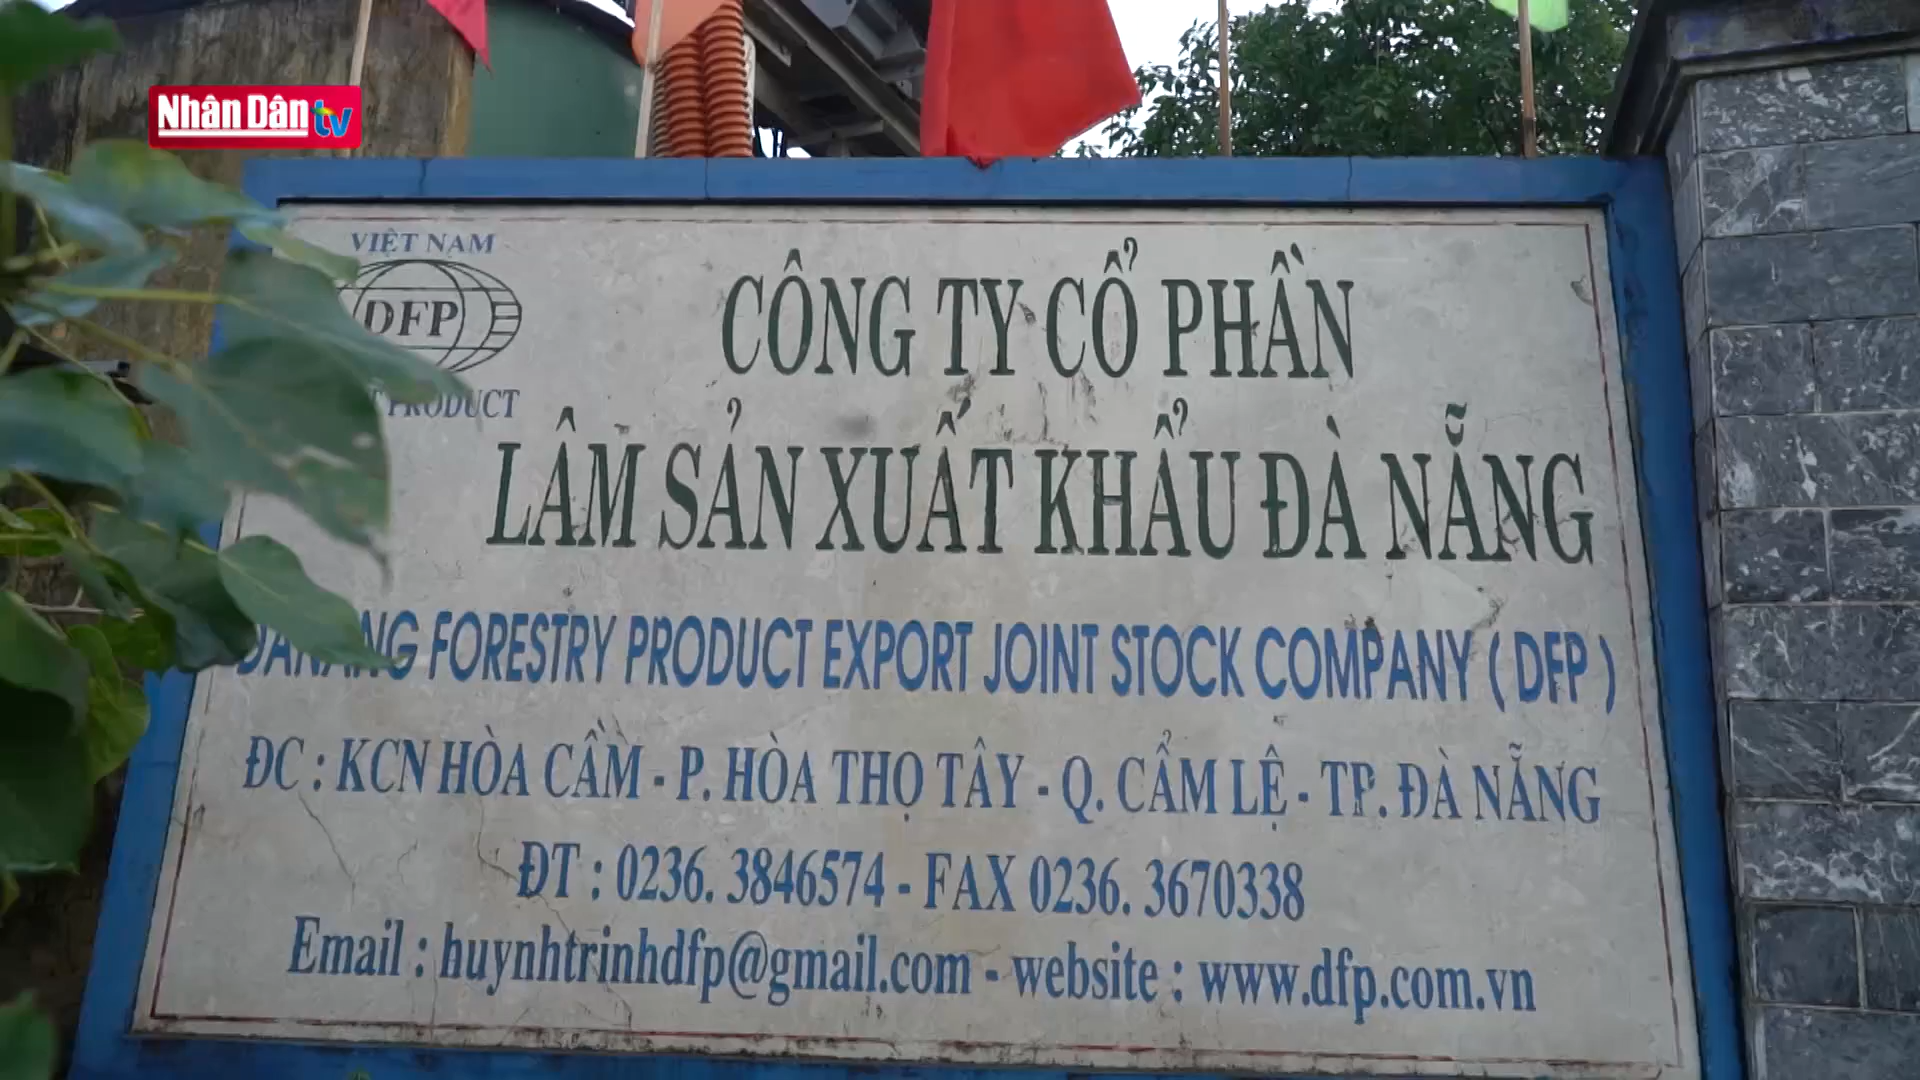 Nhân Dân tv
VIỆT NAM
DFP
PRODUCT
CÔNG TY CỔ PHẦN
LÂM SẢN XUẤT KHẨU ĐÀ NẴNG
DANANG FORESTRY PRODUCT EXPORT JOINT STOCK COMPANY ( DFP )
ĐC : KCN HÒA CẦM - P. HÒA THỌ TÂY - Q. CẨM LỆ - TP. ĐÀ NẴNG
ĐT : 0236. 3846574 - FAX 0236. 3670338
Email : huynhtrinhdfp@gmail.com - website : www.dfp.com.vn